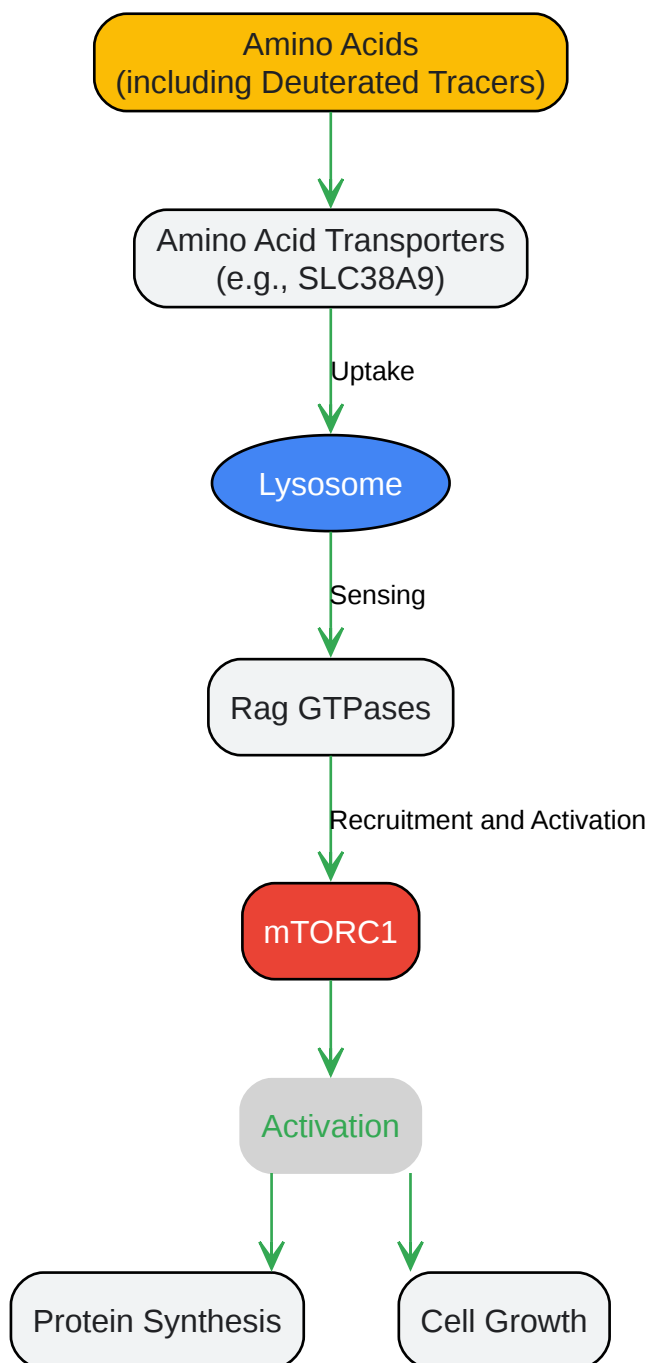 Amino Acids
(including Deuterated Tracers)
Amino Acid Transporters
(e.g., SLC38A9)
Uptake
Lysosome
Sensing
Rag GTPases
Recruitment and Activation
mTORC1
Activation
Protein Synthesis
Cell Growth